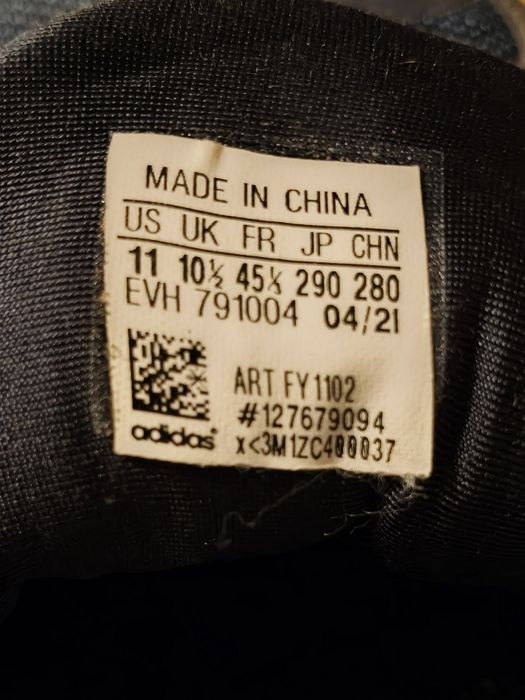 MADE IN CHINA
US UK FR JP CHN
11 10½ 45⅓ 290 280
EVH 791004 04/21
ART FY1102
#127679094
adidas®
x<3M1ZC400037